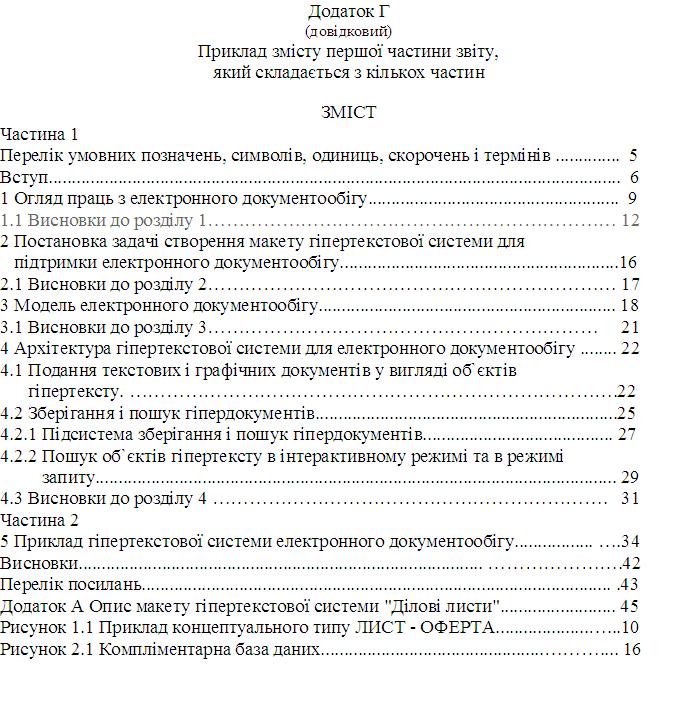 Додаток Г
(довідковий)
Приклад змісту першої частини звіту,
який складається з кількох частин
ЗМІСТ
Частина 1
Перелік умовних позначень, символів, одиниць, скорочень і термінів .............. 5
Вступ.......................................................................................................................... 6
1 Огляд праць з електронного документообігу...................................................... 9
1.1 Висновки до розділу 1…………………………………………………………. 12
2 Постановка задачі створення макету гіпертекстової системи для
підтримки електронного документообігу............................................................16
2.1 Висновки до розділу 2…………………………………………………………. 17
3 Модель електронного документообігу................................................................ 18
3.1 Висновки до розділу 3………………………………………………………. 21
4 Архітектура гіпертекстової системи для електронного документообігу ........ 22
4.1 Подання текстових і графічних документів у вигляді об`єктів
гіпертексту. …………………………………………………………………….22
4.2 Зберігання і пошук гіпердокументів.................................................................25
4.2.1 Підсистема зберігання і пошук гіпердокументів......................................... 27
4.2.2 Пошук об`єктів гіпертексту в інтерактивному режимі та в режимі
запиту................................................................................................................ 29
4.3 Висновки до розділу 4 ……………………………………………………… 31
Частина 2
5 Приклад гіпертекстової системи електронного документообігу................. ….34
Висновки....................................................................................... ………………….42
Перелік посилань..................................................................................................... .43
Додаток А Опис макету гіпертекстової системи "Ділові листи"......................... 45
Рисунок 1.1 Приклад концептуального типу ЛИСТ - ОФЕРТА.....................…...10
Рисунок 2.1 Компліментарна база даних...............................................………..... 16